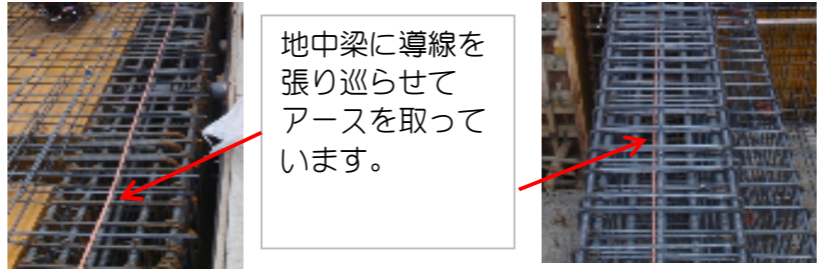 地中梁に導線を
張り巡らせて
アースを取って
います。